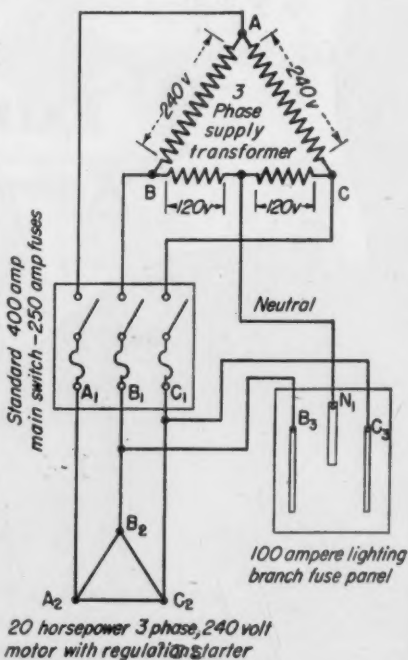 A
240v
240v
3
Phase
supply
transformer
B
C
120v
120v
Neutral
Standard 400 amp
main switch-250 amp fuses
A1
B1
C1
N1
B3
C3
B2
A2
C2
100 ampere lighting
branch fuse panel
20 horsepower 3 phase, 240 volt
motor with regulation starter